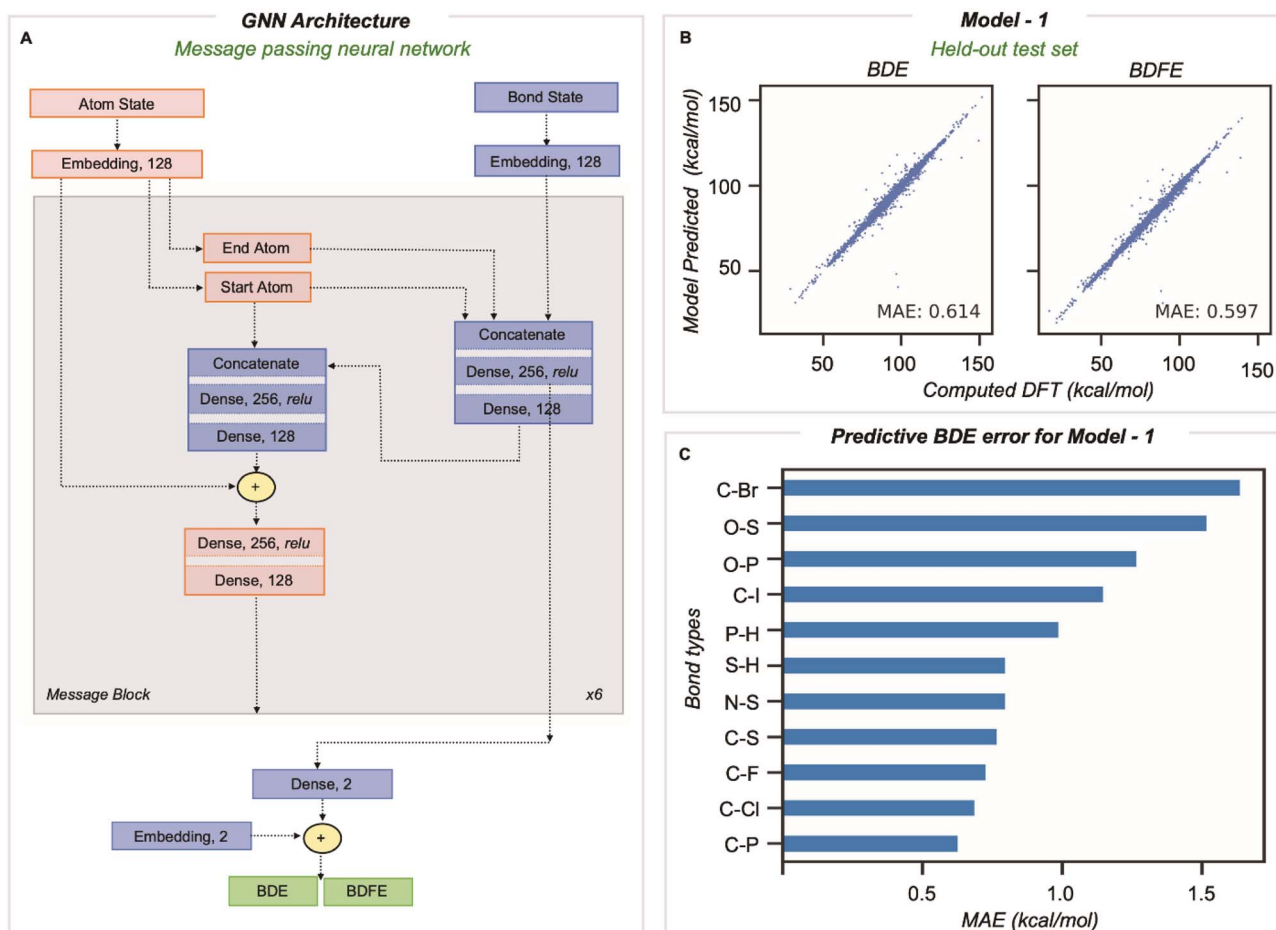 GNN Architecture
A
Message passing neural network
Atom State
Bond State
Embedding, 128
Embedding, 128
End Atom
Start Atom
Concatenate
Dense, 256, relu
Dense, 128
Concatenate
Dense, 256, relu
Dense, 128
+
Dense, 256, relu
Dense, 128
Message Block
x6
Dense, 2
Embedding, 2
+
BDE
BDFE
Model - 1
B
Held-out test set
BDE
BDFE
Model Predicted (kcal/mol)
150
100
50
MAE: 0.614
MAE: 0.597
50
100
150
50
100
150
Computed DFT (kcal/mol)
Predictive BDE error for Model - 1
C
Bond types
C-Br
O-S
O-P
C-I
P-H
S-H
N-S
C-S
C-F
C-Cl
C-P
0.5
1.0
1.5
MAE (kcal/mol)